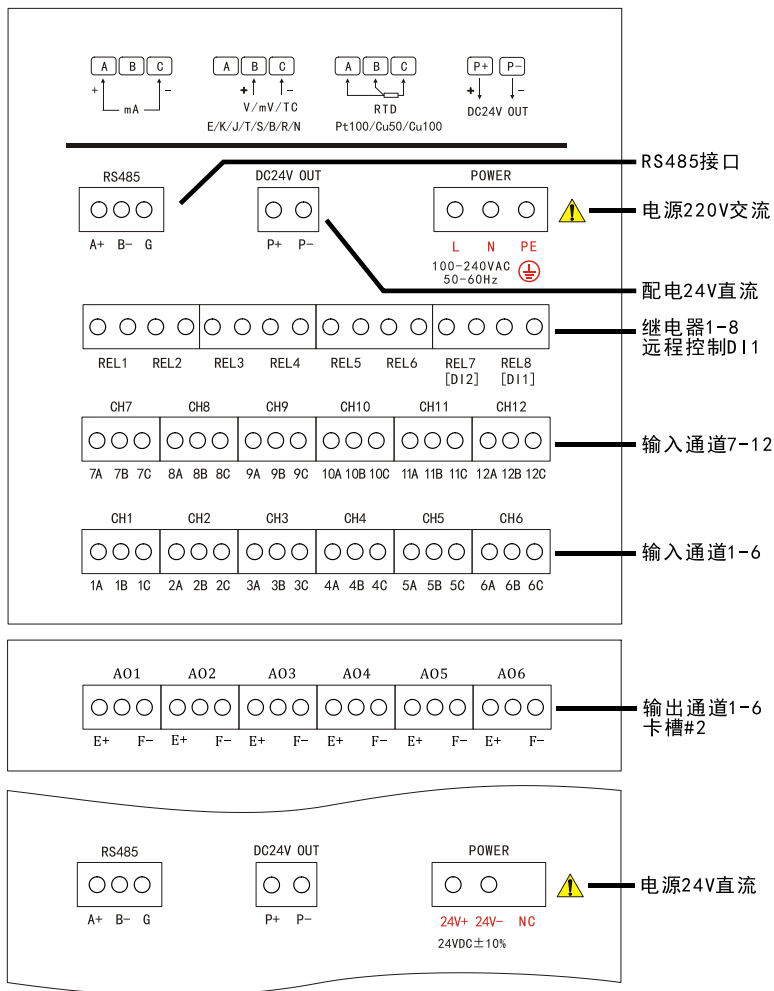 A B C A B C A B C P+ P-
+ - + - + -
mA V/mV/TC RTD DC24V OUT
E/K/J/T/S/B/R/N Pt100/Cu50/Cu100
RS485接口
RS485 DC24V OUT POWER
电源220V交流
A+ B- G P+ P- L N PE
100-240VAC
50-60Hz
配电24V直流
继电器1-8
远程控制DI1
REL1 REL2 REL3 REL4 REL5 REL6 REL7 REL8
[DI2] [DI1]
CH7 CH8 CH9 CH10 CH11 CH12
输入通道7-12
7A 7B 7C 8A 8B 8C 9A 9B 9C 10A 10B 10C 11A 11B 11C 12A 12B 12C
CH1 CH2 CH3 CH4 CH5 CH6
输入通道1-6
1A 1B 1C 2A 2B 2C 3A 3B 3C 4A 4B 4C 5A 5B 5C 6A 6B 6C
AO1 AO2 AO3 AO4 AO5 AO6
输出通道1-6
卡槽#2
E+ F- E+ F- E+ F- E+ F- E+ F- E+ F-
RS485 DC24V OUT POWER
电源24V直流
A+ B- G P+ P- 24V+ 24V- NC
24VDC±10%